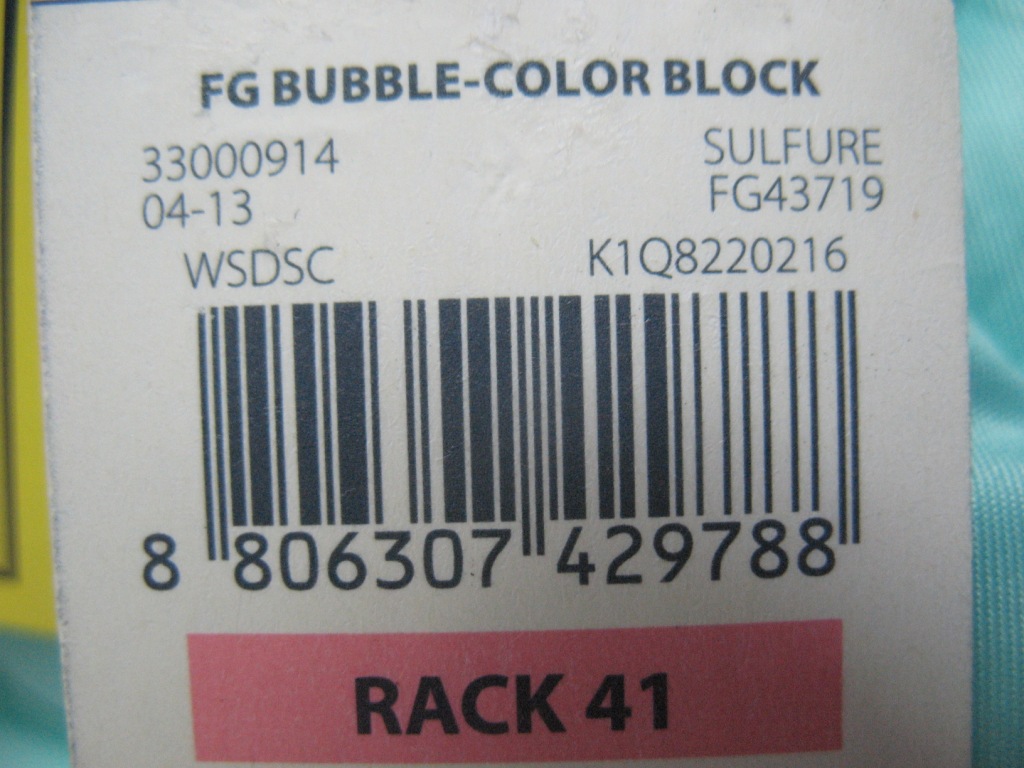 FG BUBBLE-COLOR BLOCK
33000914 SULFURE
04-13 FG43719
WSDSC K1Q8220216
8 806307 429788
RACK 41